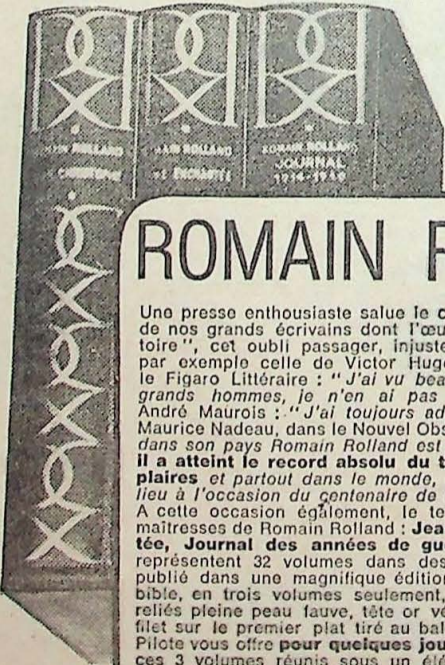 ROMAIN ROLLAND
ROMAIN ROLLAND
JOURNAL
1914-1919
ROMAIN R
Une presse enthousiaste salue le c
de nos grands écrivains dont l'œu
toire", cet oubli passager, injuste
par exemple celle de Victor Hug
le Figaro Littéraire : "J'ai vu bea
grands hommes, je n'en ai pas
André Maurois : "J'ai toujours ad
Maurice Nadeau, dans le Nouvel Obs
dans son pays Romain Rolland est
il a atteint le record absolu du t
plaires et partout dans le monde,
lieu à l'occasion du centenaire de
A cette occasion également, le te
maîtresses de Romain Rolland : Jea
tée, Journal des années de gu
représentent 32 volumes dans des
publié dans une magnifique édition
bible, en trois volumes seulement,
reliés pleine peau fauve, tête or ve
filet sur le premier plat tiré au bal
Pilote vous offre pour quelques jou
ces 3 volumes réunis sous un